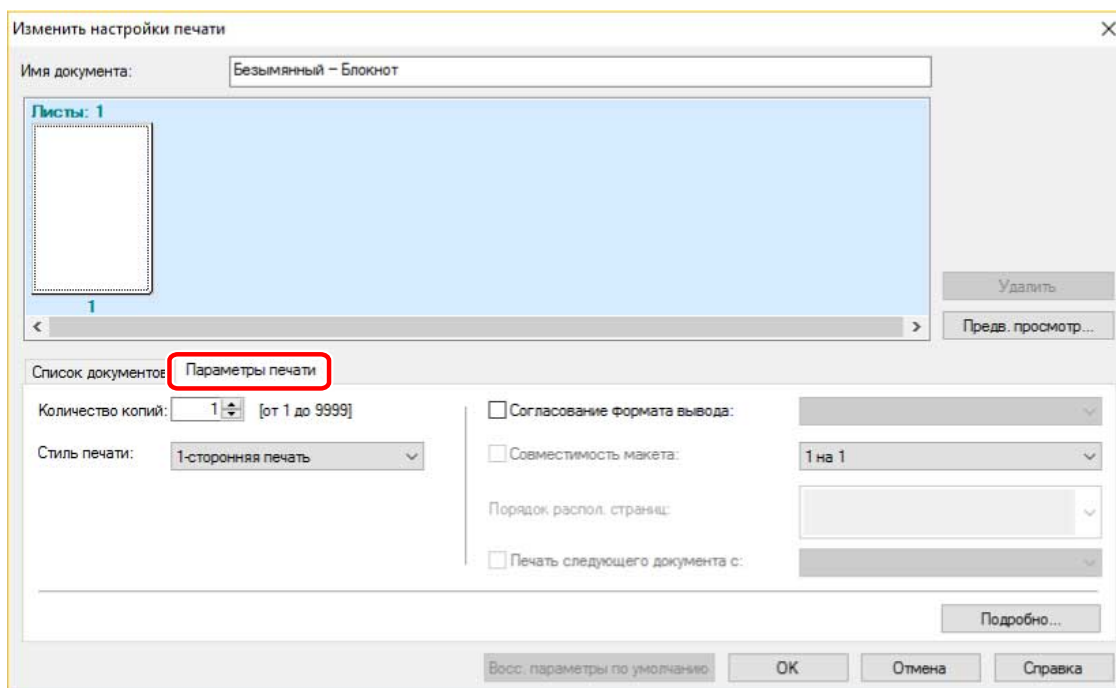 Изменить настройки печати
Имя документа: Безымянный – Блокнот
Листы: 1
1
Удалить
Предв. просмотр...
Список документов Параметры печати
Количество копий: 1 [от 1 до 9999] Согласование формата вывода:
Стиль печати: 1-сторонняя печать Совместимость макета: 1 на 1
Порядок распол. страниц:
Печать следующего документа с:
Подробно...
Восс. параметры по умолчанию OK Отмена Справка